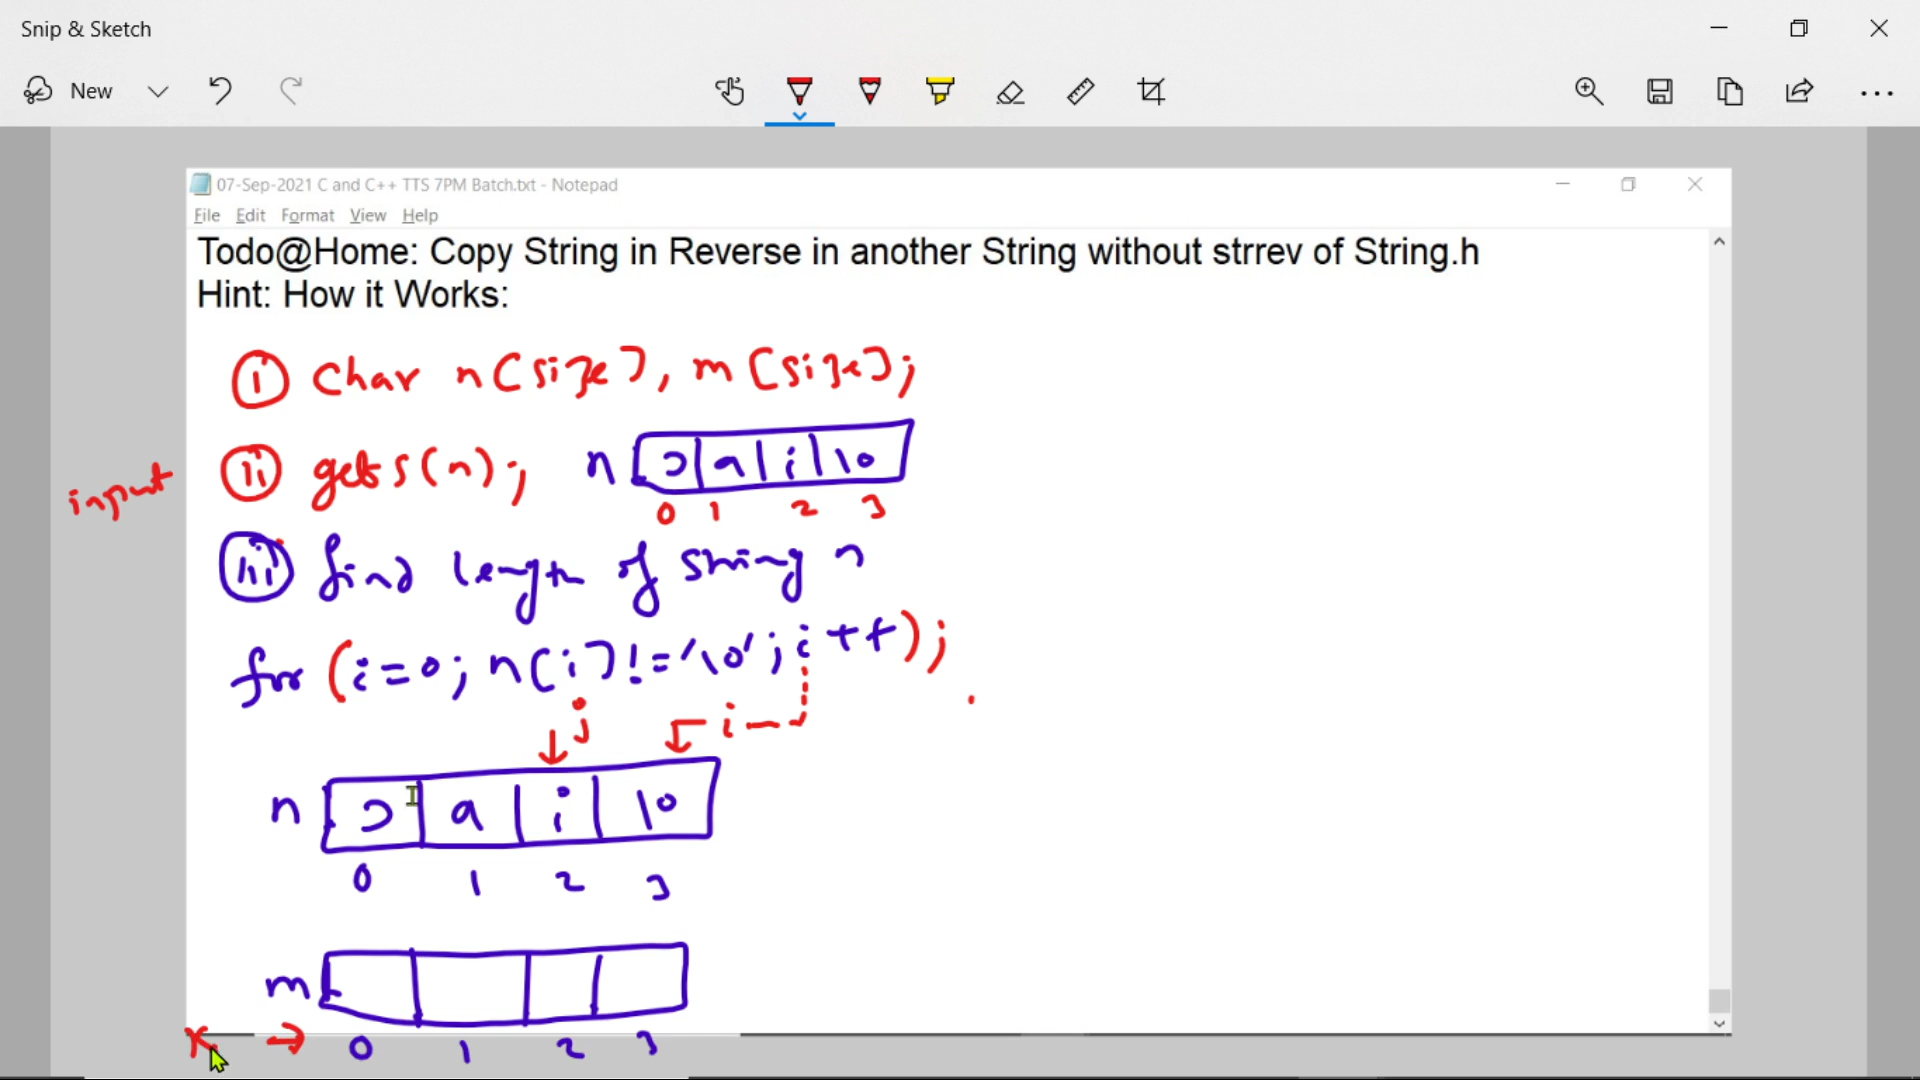 Snip & Sketch
New
07-Sep-2021 C and C++ TTS 7PM Batch.txt - Notepad
File Edit Format View Help
Todo@Home: Copy String in Reverse in another String without strrev of String.h
Hint: How it Works:
i char n[size], m[size];
input ii gets(n); n J a i \0
0 1 2 3
iii find length of string n
for (i=0; n[i]!='\0'; i++);
j i
n J a i \0
0 1 2 3
m
K → 0 1 2 3